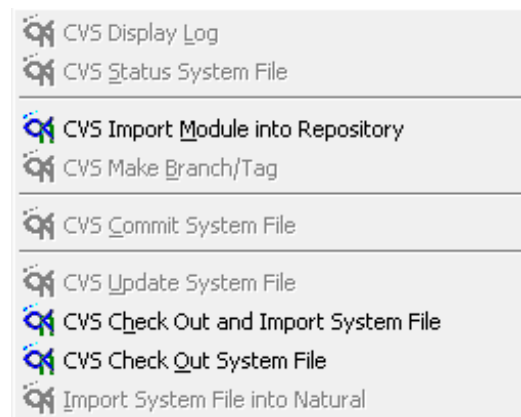 CVS Display Log
CVS Status System File
CVS Import Module into Repository
CVS Make Branch/Tag
CVS Commit System File
CVS Update System File
CVS Check Out and Import System File
CVS Check Out System File
Import System File into Natural